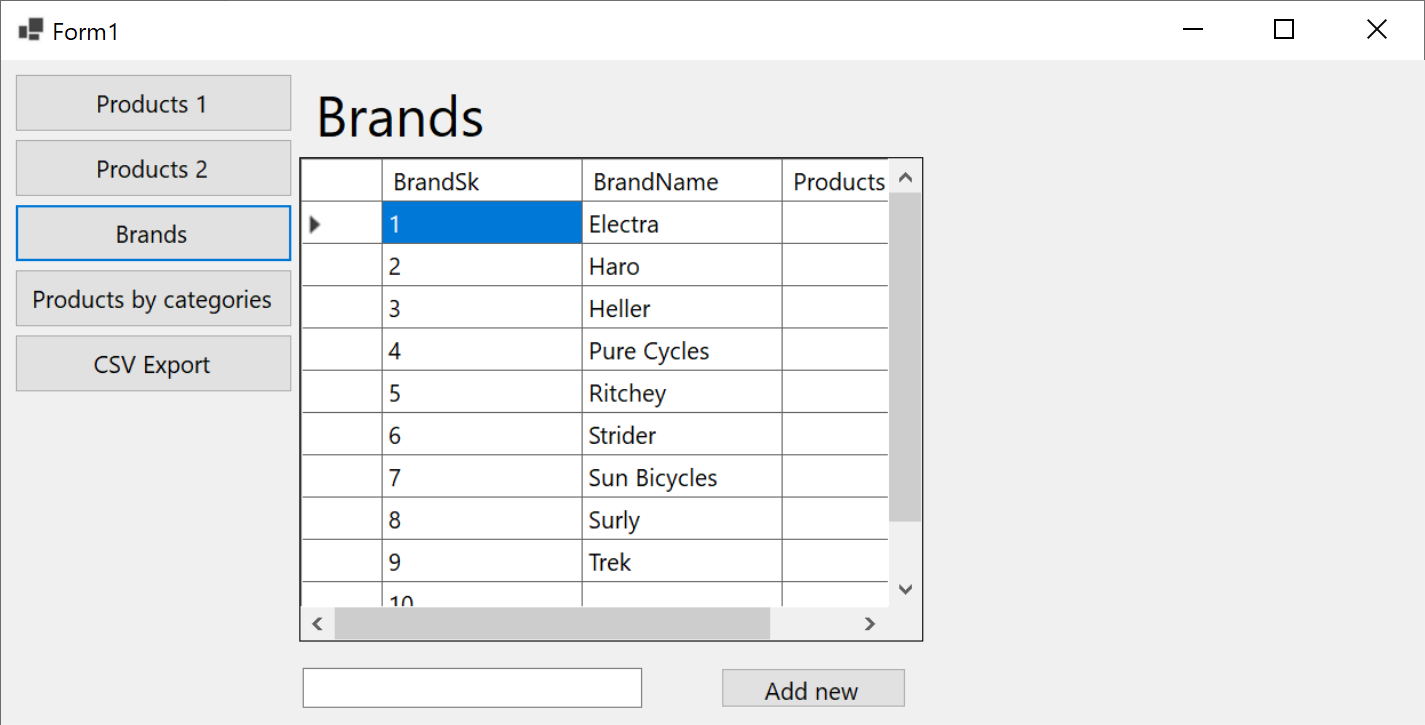 Form1
Products 1
Products 2
Brands
Products by categories
CSV Export
Brands
BrandSk BrandName Products
1 Electra
2 Haro
3 Heller
4 Pure Cycles
5 Ritchey
6 Strider
7 Sun Bicycles
8 Surly
9 Trek
10
Add new